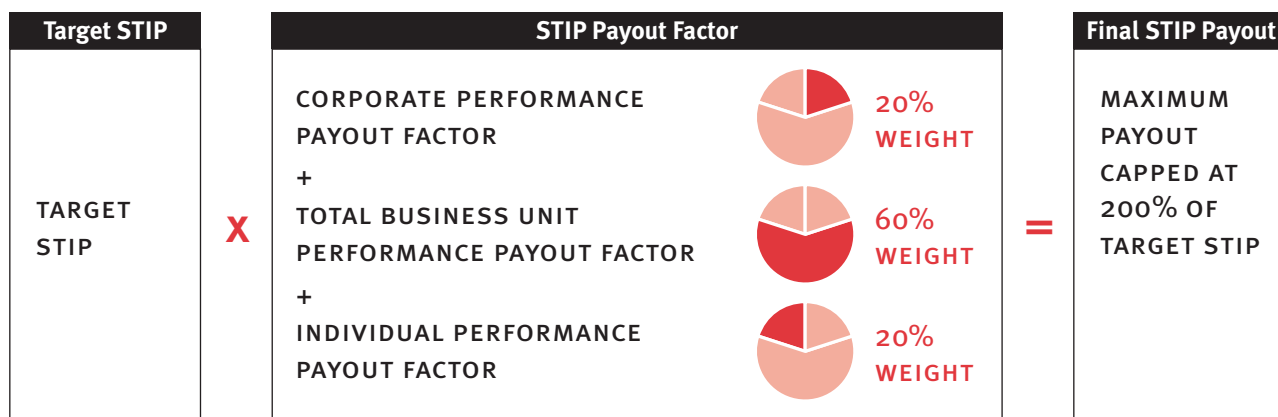 Target STIP
STIP Payout Factor
Final STIP Payout
TARGET
STIP
X
CORPORATE PERFORMANCE
PAYOUT FACTOR
20%
WEIGHT
+
TOTAL BUSINESS UNIT
PERFORMANCE PAYOUT FACTOR
60%
WEIGHT
+
INDIVIDUAL PERFORMANCE
PAYOUT FACTOR
20%
WEIGHT
=
MAXIMUM
PAYOUT
CAPPED AT
200% OF
TARGET STIP